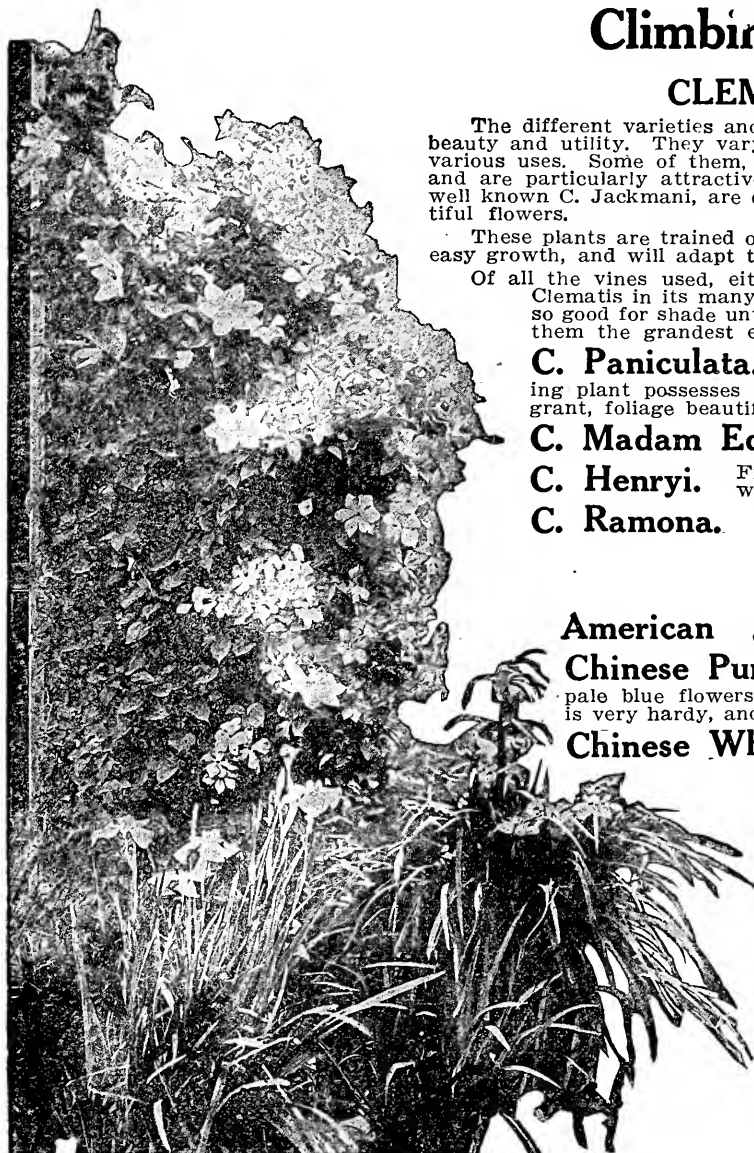 Climbin
CLEM
The different varieties and
beauty and utility. They vary
various uses. Some of them,
and are particularly attractive
well known C. Jackmani, are
tiful flowers.
These plants are trained o
easy growth, and will adapt t
Of all the vines used, eit
Clematis in its many
so good for shade un
them the grandest e
C. Paniculata.
ing plant possesses
grant, foliage beautif
C. Madam Ed
C. Henryi. F
w
C. Ramona.
American
Chinese Pur
pale blue flowers
is very hardy, and
Chinese Wh